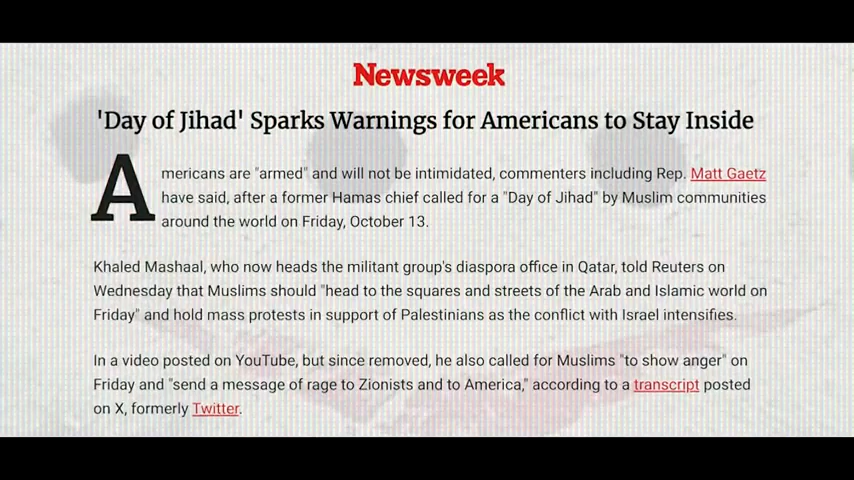 Newsweek
'Day of Jihad' Sparks Warnings for Americans to Stay Inside
Americans are "armed" and will not be intimidated, commenters including Rep. Matt Gaetz
have said, after a former Hamas chief called for a "Day of Jihad" by Muslim communities
around the world on Friday, October 13.
Khaled Mashaal, who now heads the militant group's diaspora office in Qatar, told Reuters on
Wednesday that Muslims should "head to the squares and streets of the Arab and Islamic world on
Friday" and hold mass protests in support of Palestinians as the conflict with Israel intensifies.
In a video posted on YouTube, but since removed, he also called for Muslims "to show anger" on
Friday and "send a message of rage to Zionists and to America," according to a transcript posted
on X, formerly Twitter.